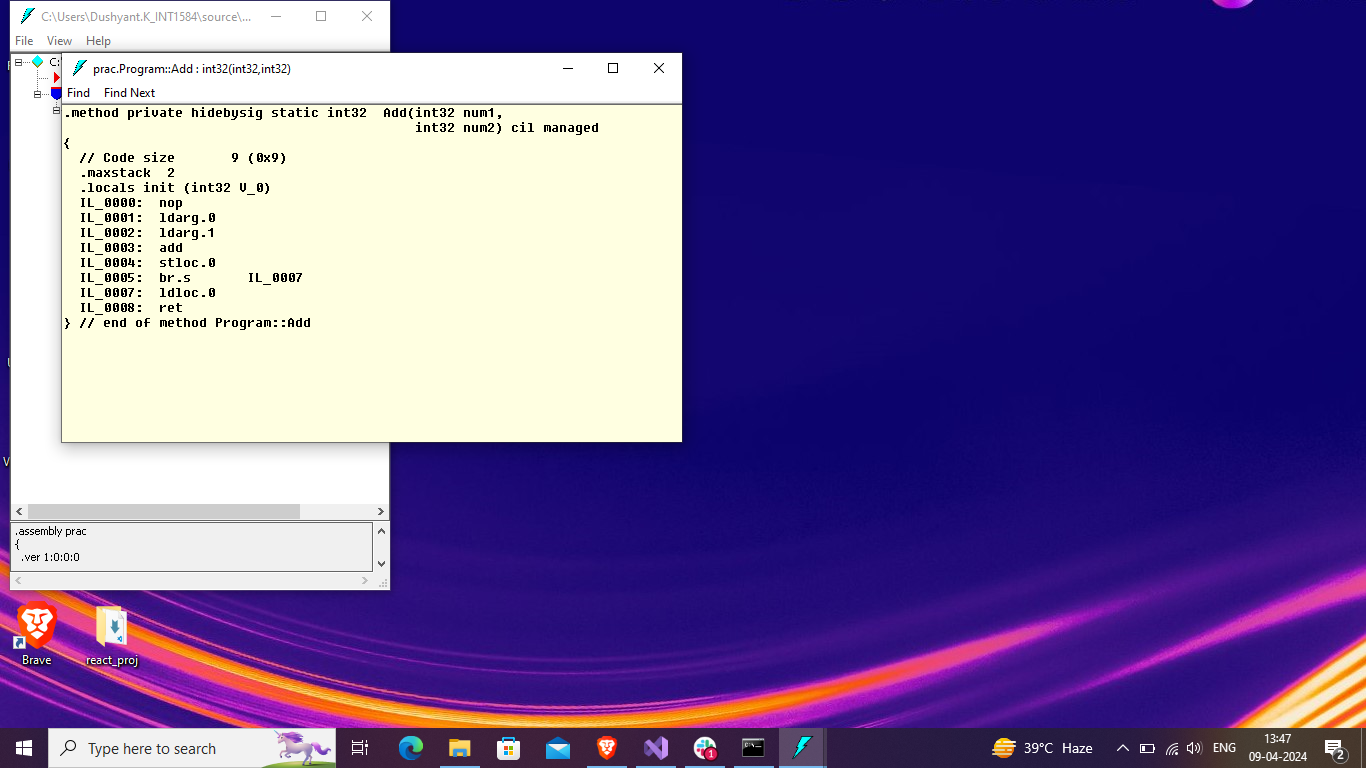 C:\Users\Dushyant.K_INT1584\source\...
File View Help
C:
prac.Program::Add : int32(int32,int32)
Find Find Next
.method private hidebysig static int32  Add(int32 num1,
                                            int32 num2) cil managed
{
  // Code size       9 (0x9)
  .maxstack  2
  .locals init (int32 V_0)
  IL_0000:  nop
  IL_0001:  ldarg.0
  IL_0002:  ldarg.1
  IL_0003:  add
  IL_0004:  stloc.0
  IL_0005:  br.s       IL_0007
  IL_0007:  ldloc.0
  IL_0008:  ret
} // end of method Program::Add
.assembly prac
{
  .ver 1:0:0:0
Brave react_proj
Type here to search
1
39°C Haze
ENG
13:47
09-04-2024
2